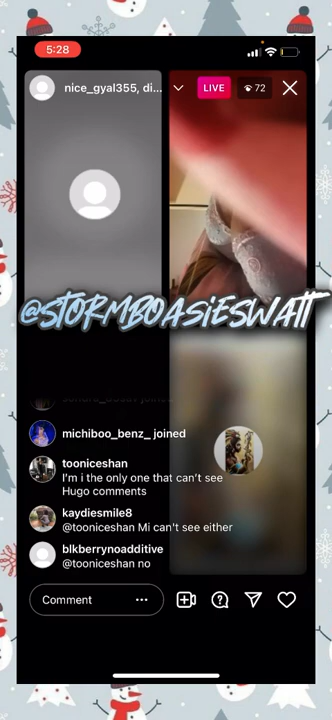 5:28
nice_gyal355, di...
LIVE
72
@STORMBOASIESWATT
joined
michiboo_benz_ joined
tooniceshan
I'm i the only one that can't see
Hugo comments
kaydiesmile8
@tooniceshan Mi can't see either
blkberrynoadditive
@tooniceshan no
Comment